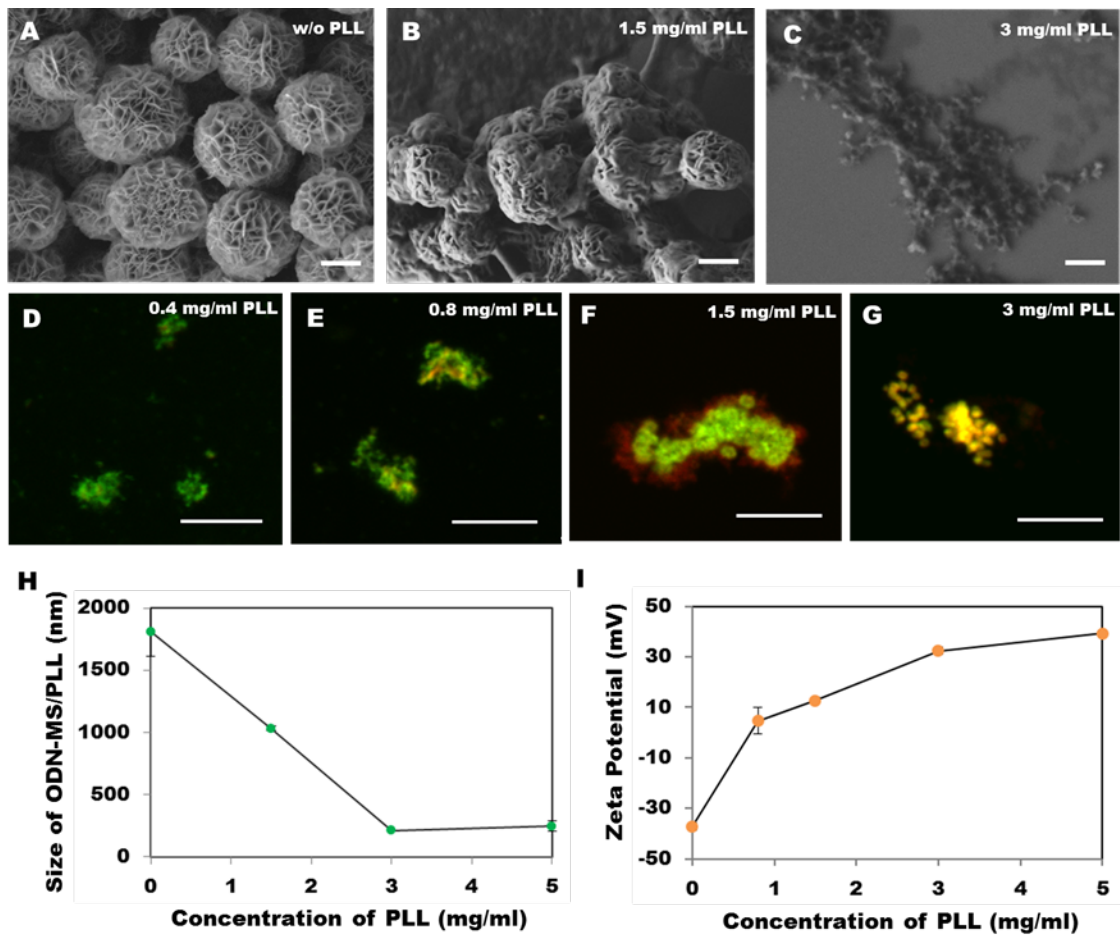 A w/o PLL
B 1.5 mg/ml PLL
C 3 mg/ml PLL
D 0.4 mg/ml PLL
E 0.8 mg/ml PLL
F 1.5 mg/ml PLL
G 3 mg/ml PLL
H
Size of ODN-MS/PLL (nm)
2000
1500
1000
500
0
0 1 2 3 4 5
Concentration of PLL (mg/ml)
I
Zeta Potential (mV)
50
30
10
-10
-30
-50
0 1 2 3 4 5
Concentration of PLL (mg/ml)